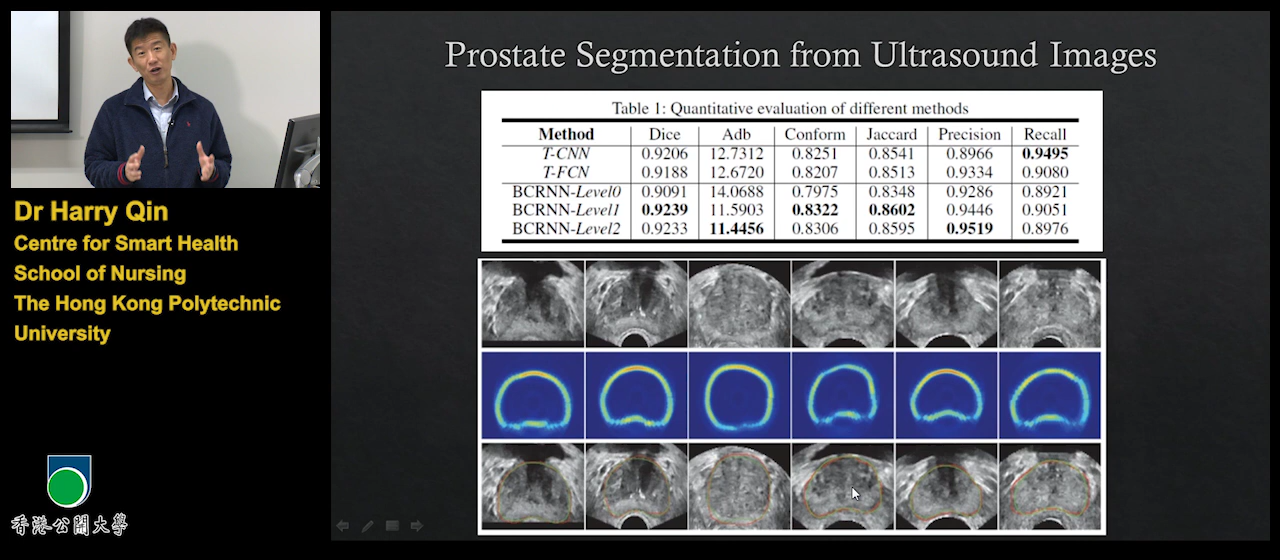 Prostate Segmentation from Ultrasound Images
Table 1: Quantitative evaluation of different methods
Method Dice Adb Conform Jaccard Precision Recall
T-CNN 0.9206 12.7312 0.8251 0.8541 0.8966 0.9495
T-FCN 0.9188 12.6720 0.8207 0.8513 0.9334 0.9080
BCRNN-Level0 0.9091 14.0688 0.7975 0.8348 0.9286 0.8921
BCRNN-Level1 0.9239 11.5903 0.8322 0.8602 0.9446 0.9051
BCRNN-Level2 0.9233 11.4456 0.8306 0.8595 0.9519 0.8976
Dr Harry Qin
Centre for Smart Health
School of Nursing
The Hong Kong Polytechnic
University
香港公開大學